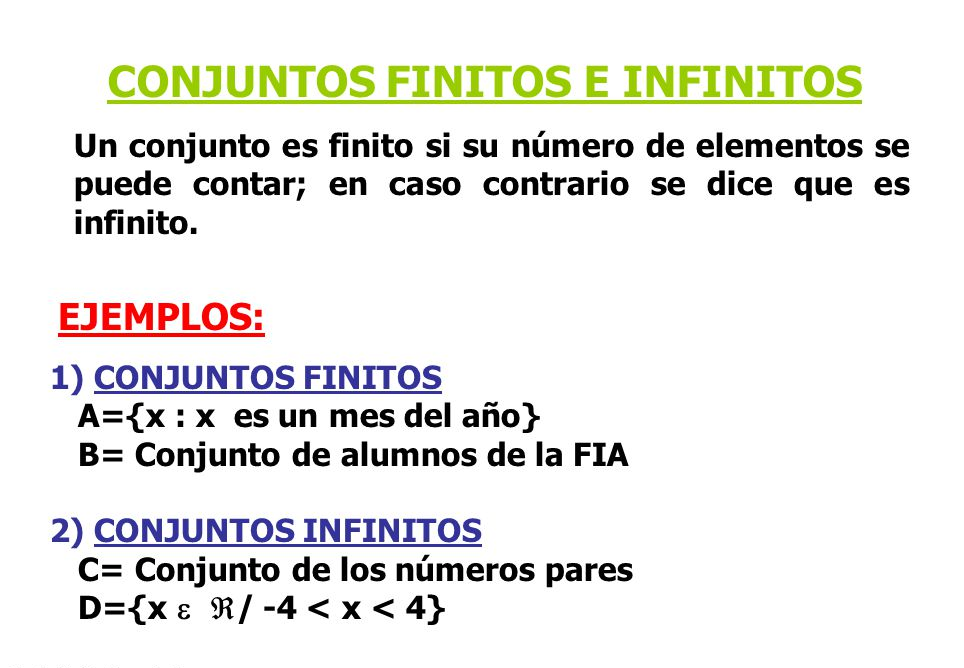 CONJUNTOS FINITOS E INFINITOS
Un conjunto es finito si su número de elementos se
puede contar; en caso contrario se dice que es
infinito.
EJEMPLOS:
1) CONJUNTOS FINITOS
A={x : x es un mes del año}
B= Conjunto de alumnos de la FIA
2) CONJUNTOS INFINITOS
C= Conjunto de los números pares
D={x ε ℜ/ -4 < x < 4}